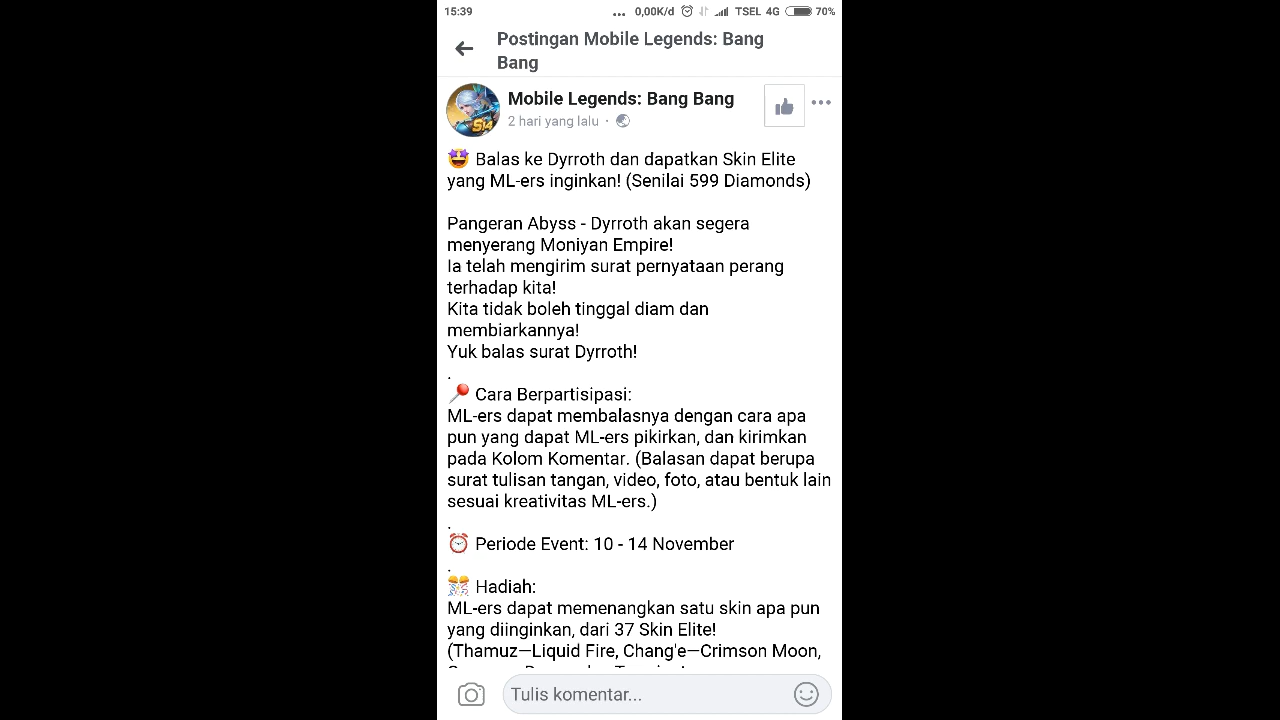 15:39 ... 0,00K/d TSEL 4G 70%
Postingan Mobile Legends: Bang
Bang
Mobile Legends: Bang Bang
2 hari yang lalu ·
S14
🤩 Balas ke Dyrroth dan dapatkan Skin Elite
yang ML-ers inginkan! (Senilai 599 Diamonds)
Pangeran Abyss - Dyrroth akan segera
menyerang Moniyan Empire!
Ia telah mengirim surat pernyataan perang
terhadap kita!
Kita tidak boleh tinggal diam dan
membiarkannya!
Yuk balas surat Dyrroth!
.
📍 Cara Berpartisipasi:
ML-ers dapat membalasnya dengan cara apa
pun yang dapat ML-ers pikirkan, dan kirimkan
pada Kolom Komentar. (Balasan dapat berupa
surat tulisan tangan, video, foto, atau bentuk lain
sesuai kreativitas ML-ers.)
.
⏰ Periode Event: 10 - 14 November
.
🎊 Hadiah:
ML-ers dapat memenangkan satu skin apa pun
yang diinginkan, dari 37 Skin Elite!
(Thamuz—Liquid Fire, Chang'e—Crimson Moon,
Tulis komentar...